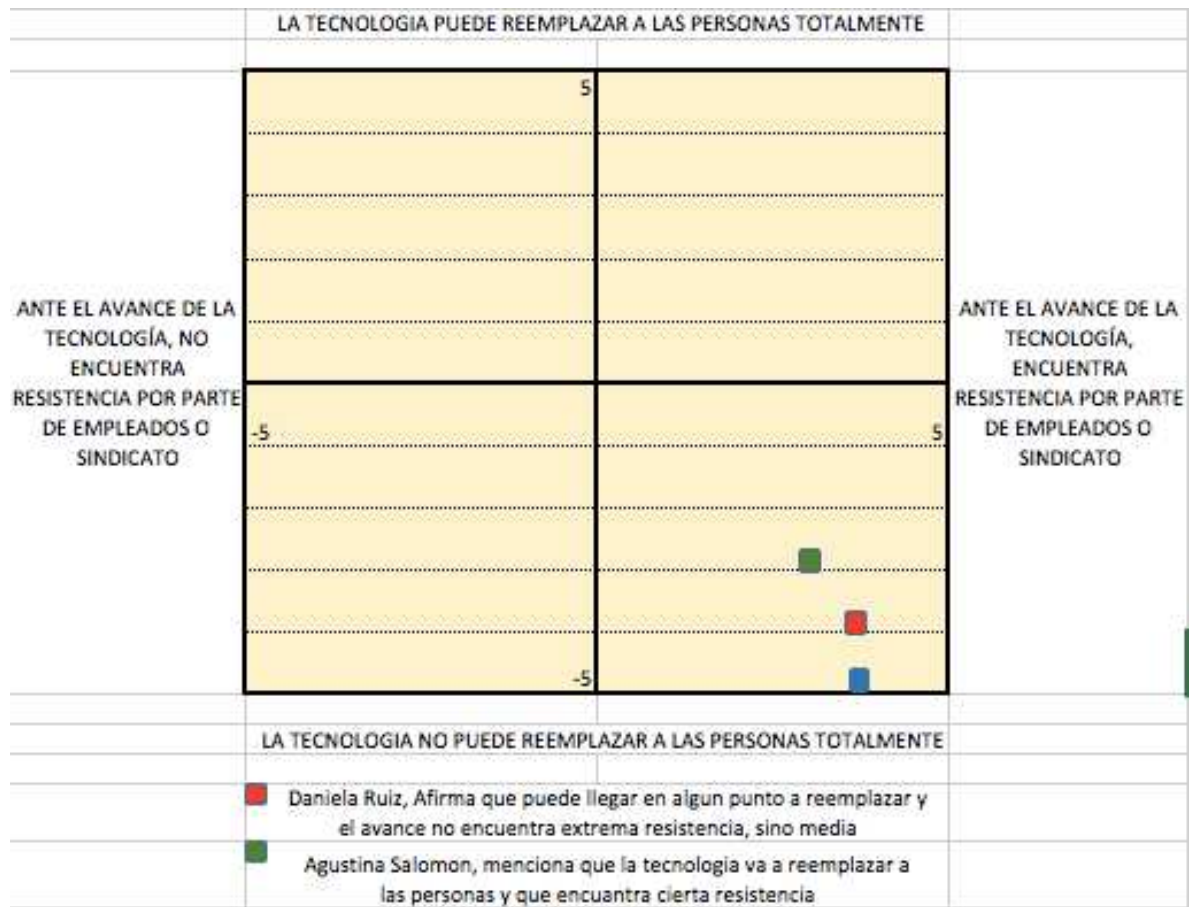 LA TECNOLOGIA PUEDE REEMPLAZAR A LAS PERSONAS TOTALMENTE
5
ANTE EL AVANCE DE LA
TECNOLOGÍA, NO
ENCUENTRA
RESISTENCIA POR PARTE
DE EMPLEADOS O
SINDICATO
ANTE EL AVANCE DE LA
TECNOLOGÍA,
ENCUENTRA
RESISTENCIA POR PARTE
DE EMPLEADOS O
SINDICATO
-5
5
-5
LA TECNOLOGIA NO PUEDE REEMPLAZAR A LAS PERSONAS TOTALMENTE
Daniela Ruiz, Afirma que puede llegar en algun punto a reemplazar y
el avance no encuentra extrema resistencia, sino media
Agustina Salomon, menciona que la tecnologia va a reemplazar a
las personas y que encuantra cierta resistencia